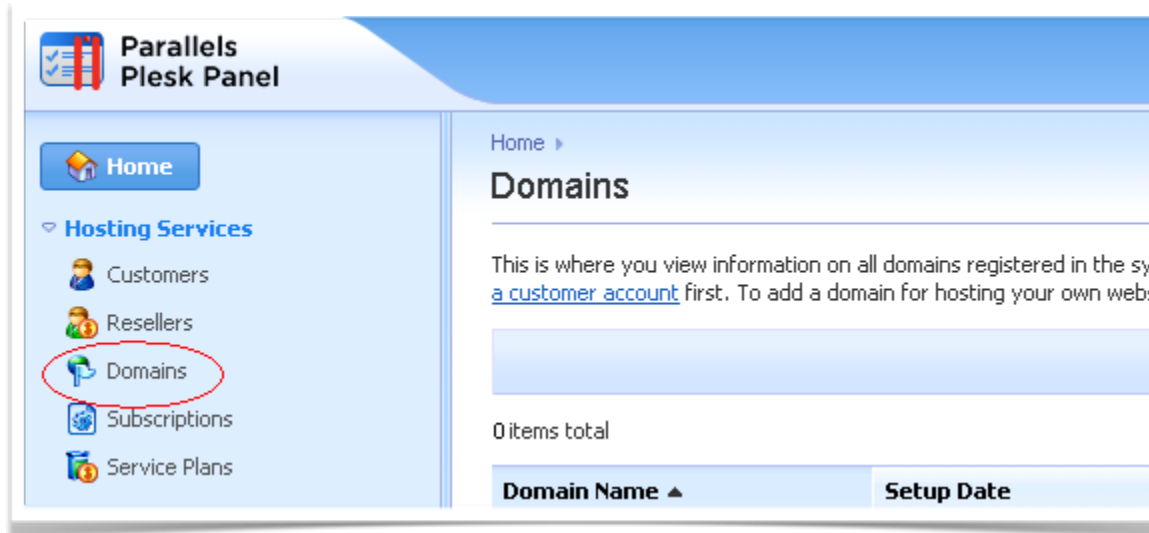 Parallels
Plesk Panel
Home
Hosting Services
Customers
Resellers
Domains
Subscriptions
Service Plans
Home
Domains
This is where you view information on all domains registered in the sy
a customer account first. To add a domain for hosting your own webs
0 items total
Domain Name Setup Date